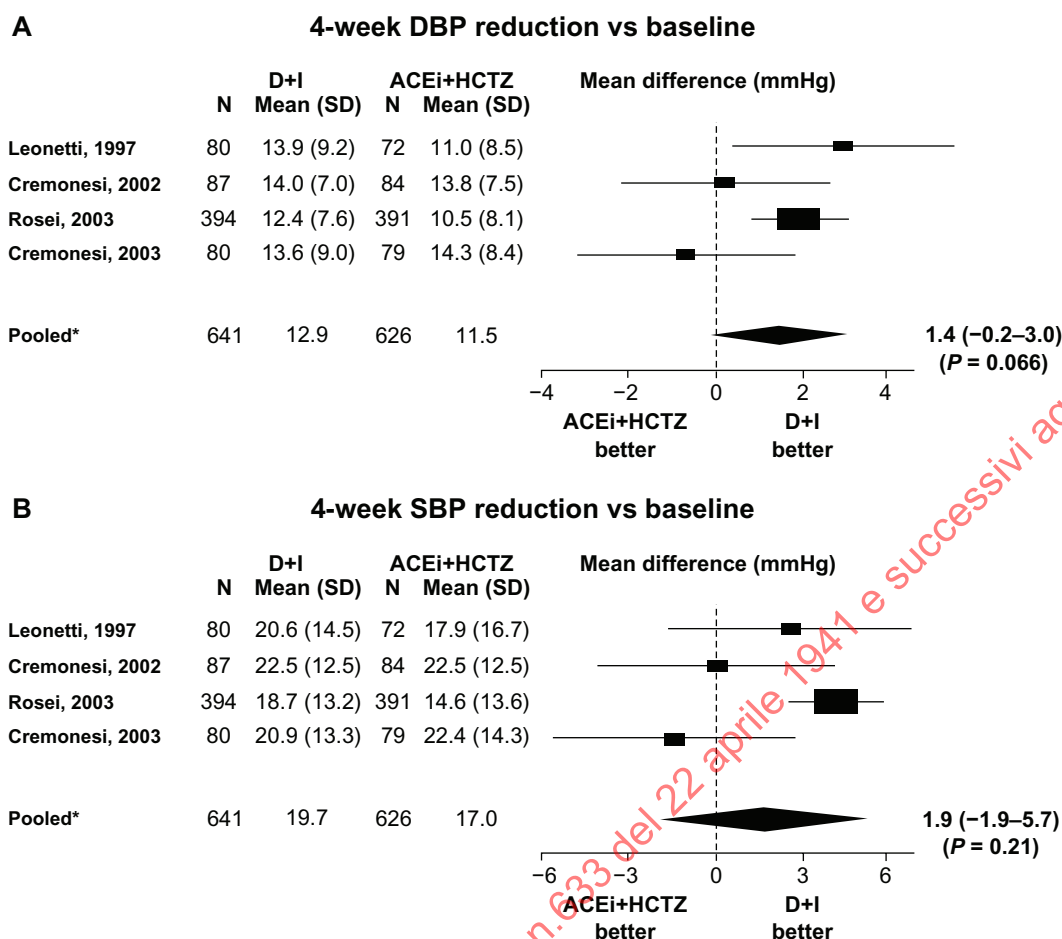 A 4-week DBP reduction vs baseline
D+I ACEi+HCTZ Mean difference (mmHg)
N Mean (SD) N Mean (SD)
Leonetti, 1997 80 13.9 (9.2) 72 11.0 (8.5)
Cremonesi, 2002 87 14.0 (7.0) 84 13.8 (7.5)
Rosei, 2003 394 12.4 (7.6) 391 10.5 (8.1)
Cremonesi, 2003 80 13.6 (9.0) 79 14.3 (8.4)
Pooled* 641 12.9 626 11.5 1.4 (−0.2–3.0)
(P = 0.066)
−4 −2 0 2 4
ACEi+HCTZ D+I
better better
B 4-week SBP reduction vs baseline
D+I ACEi+HCTZ Mean difference (mmHg)
N Mean (SD) N Mean (SD)
Leonetti, 1997 80 20.6 (14.5) 72 17.9 (16.7)
Cremonesi, 2002 87 22.5 (12.5) 84 22.5 (12.5)
Rosei, 2003 394 18.7 (13.2) 391 14.6 (13.6)
Cremonesi, 2003 80 20.9 (13.3) 79 22.4 (14.3)
Pooled* 641 19.7 626 17.0 1.9 (−1.9–5.7)
(P = 0.21)
−6 −3 0 3 6
ACEi+HCTZ D+I
better better
n.633 del 22 aprile 1941 e successivi